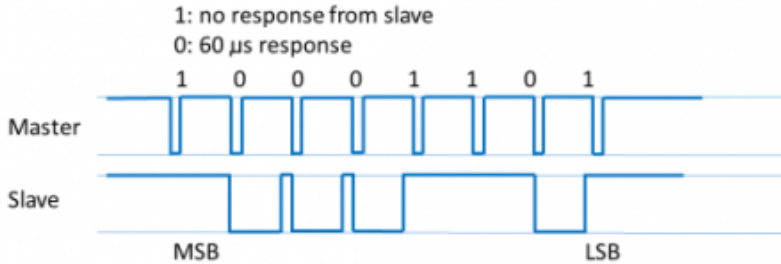 1: no response from slave
0: 60 µs response
1 0 0 0 1 1 0 1
Master
Slave
MSB LSB